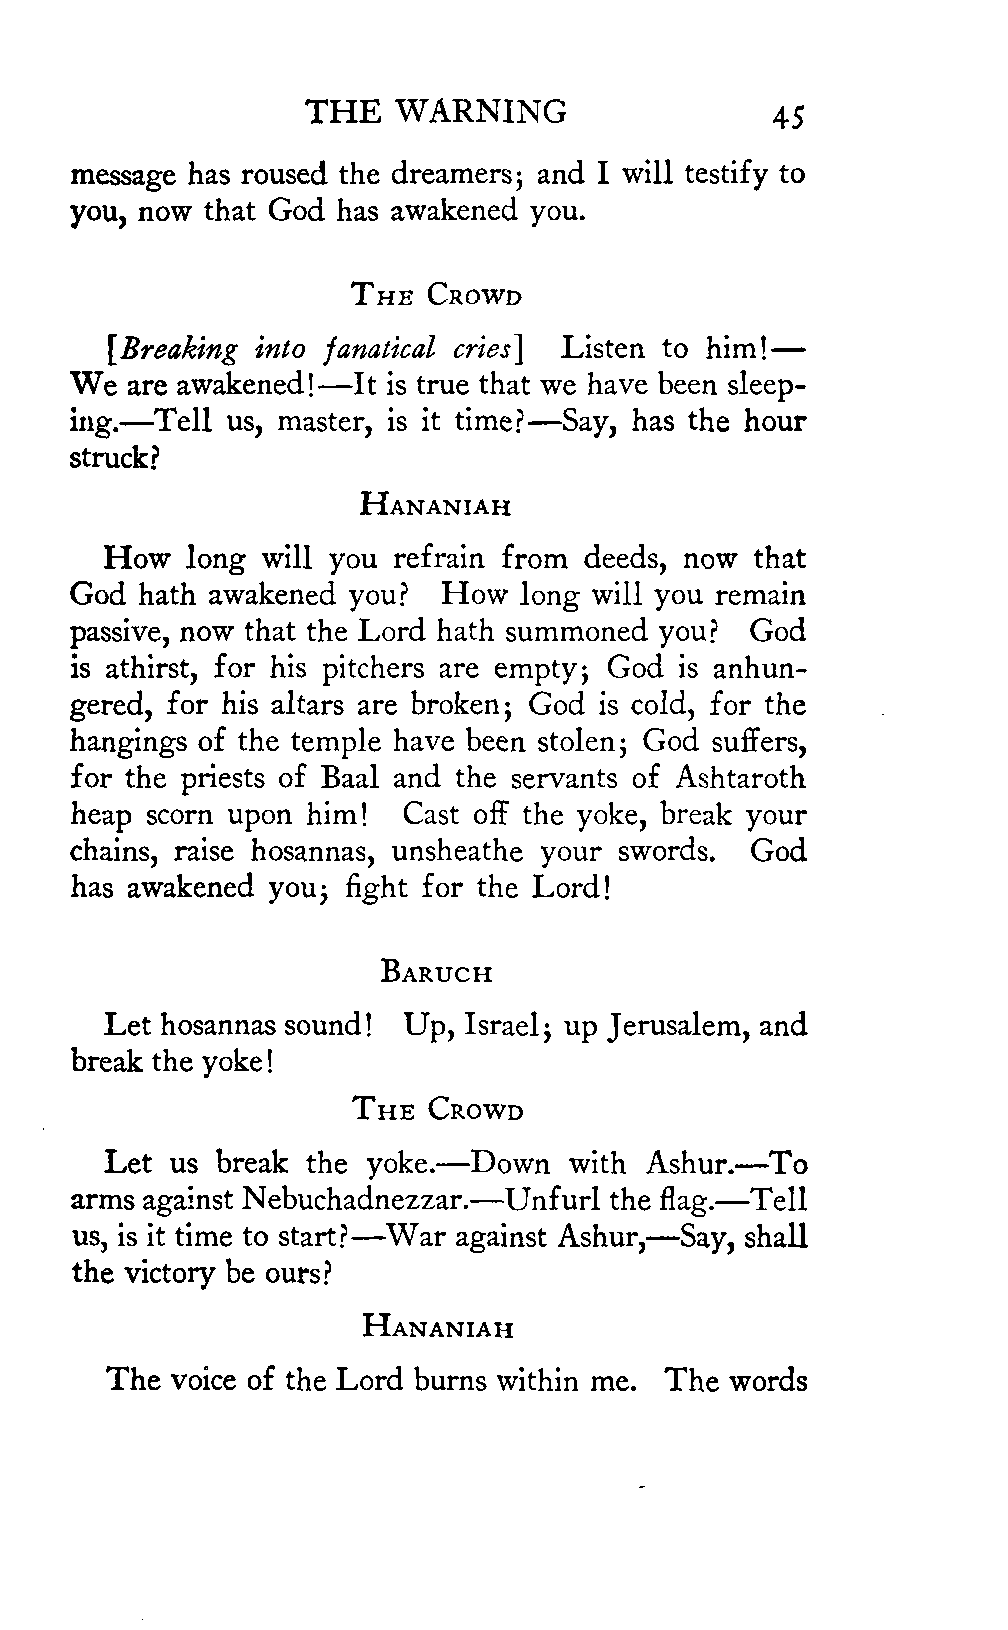 THE WARNING 45
message has roused the dreamers; and I will testify to
you, now that God has awakened you.
THE CROWD
[Breaking into fanatical cries] Listen to him!—
We are awakened!—It is true that we have been sleep-
ing.—Tell us, master, is it time?—Say, has the hour
struck?
HANANIAH
How long will you refrain from deeds, now that
God hath awakened you? How long will you remain
passive, now that the Lord hath summoned you? God
is athirst, for his pitchers are empty; God is anhun-
gered, for his altars are broken; God is cold, for the
hangings of the temple have been stolen; God suffers,
for the priests of Baal and the servants of Ashtaroth
heap scorn upon him! Cast off the yoke, break your
chains, raise hosannas, unsheathe your swords. God
has awakened you; fight for the Lord!
BARUCH
Let hosannas sound! Up, Israel; up Jerusalem, and
break the yoke!
THE CROWD
Let us break the yoke.—Down with Ashur.—To
arms against Nebuchadnezzar.—Unfurl the flag.—Tell
us, is it time to start?—War against Ashur,—Say, shall
the victory be ours?
HANANIAH
The voice of the Lord burns within me. The words